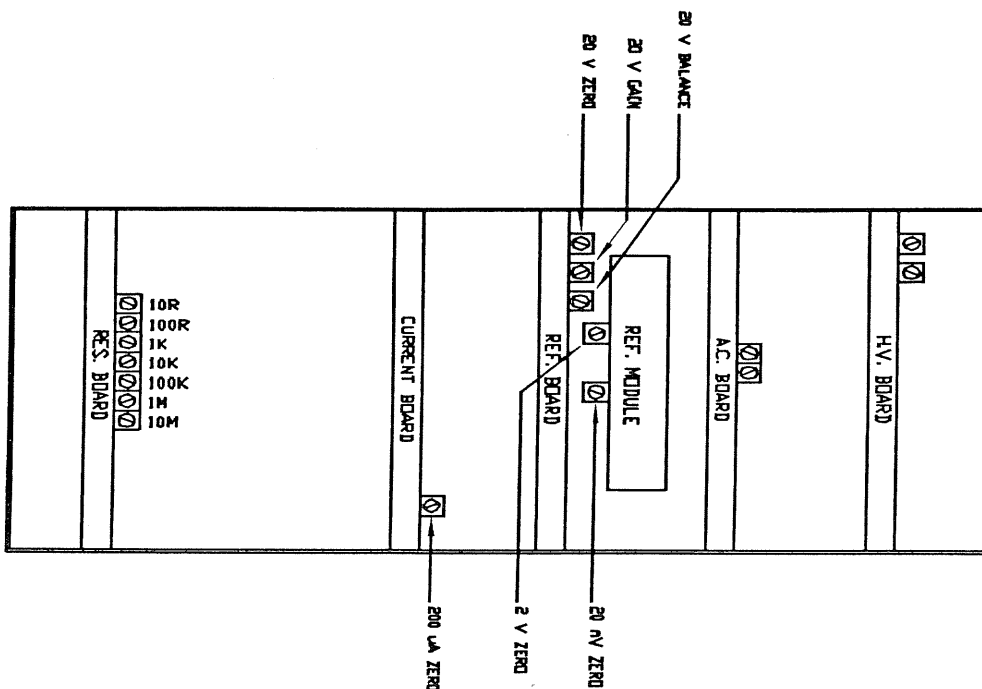 20 V ZERO
20 V GAIN
20 V BALANCE
RES. BOARD
10R
100R
1K
10K
100K
1M
10M
CURRENT BOARD
REF. BOARD
REF. MODULE
A.C. BOARD
H.V. BOARD
200 uA ZERO
2 V ZERO
20 mV ZERO